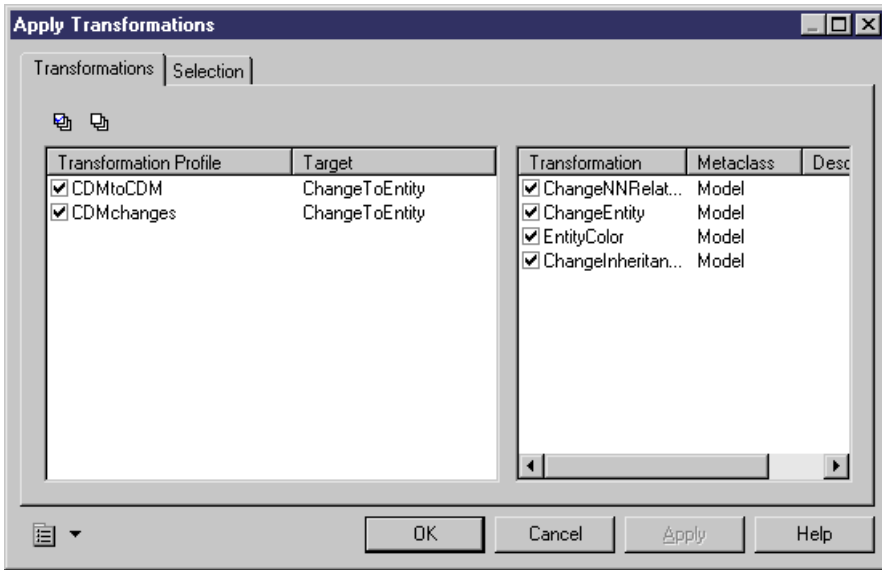 Apply Transformations
Transformations Selection
Transformation Profile Target Transformation Metaclass Desc
CDMtoCDM ChangeToEntity ChangeNNRelat... Model
CDMchanges ChangeToEntity ChangeEntity Model
EntityColor Model
ChangeInheritan... Model
OK Cancel Apply Help